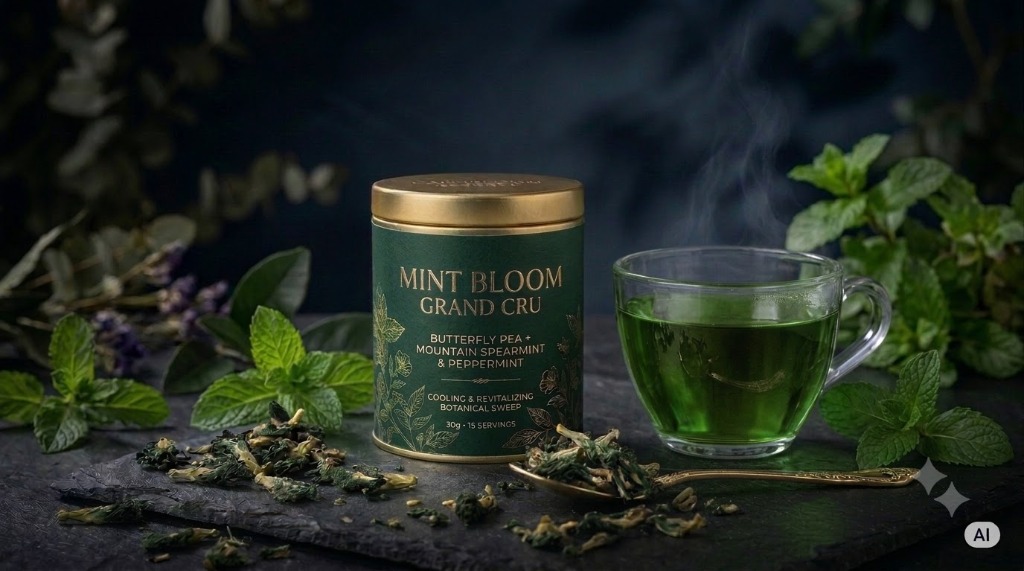 MINT BLOOM
GRAND CRU
BUTTERFLY PEA +
MOUNTAIN SPEARMINT
& PEPPERMINT
COOLING & REVITALIZING
BOTANICAL SWEEP
30g • 15 SERVINGS
AI